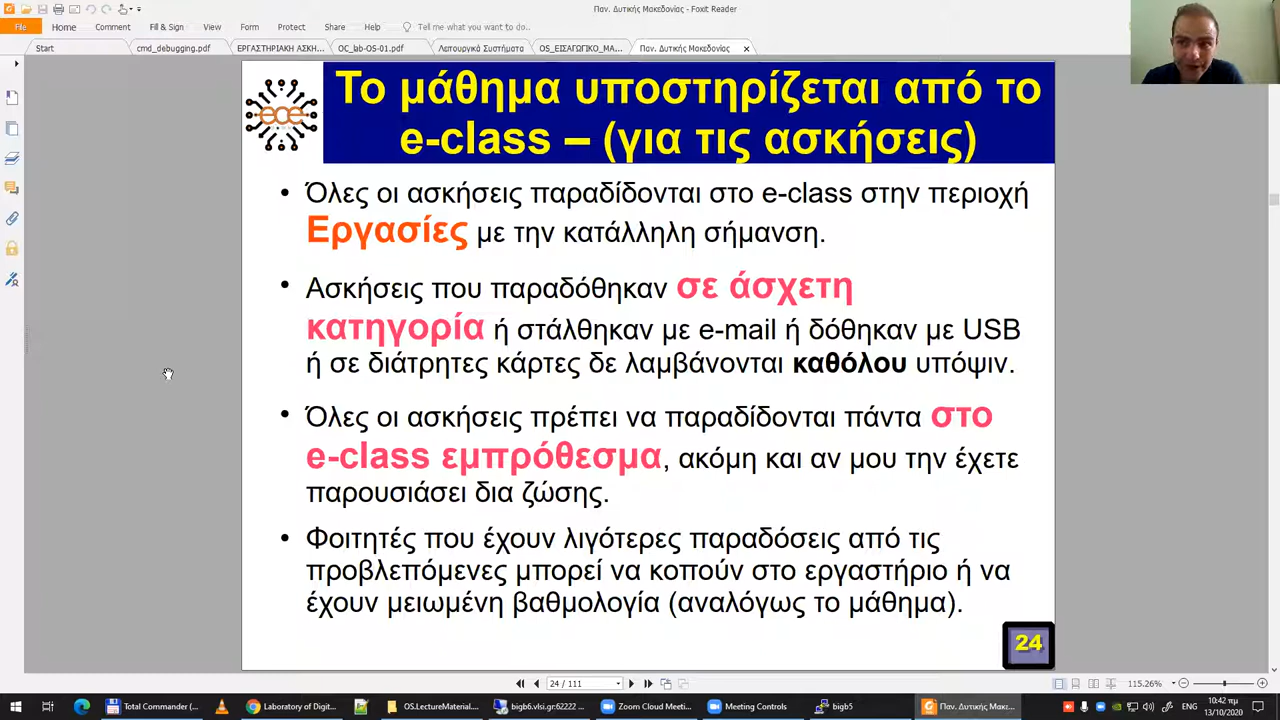 Παν. Δυτικής Μακεδονίας - Foxit Reader
File Home Comment Fill & Sign View Form Protect Share Help Tell me what you want to do...
Start cmd_debugging.pdf ΕΡΓΑΣΤΗΡΙΑΚΗ ΑΣΚΗ... OC_lab-OS-01.pdf Λειτουργικά Συστήματα OS_ΕΙΣΑΓΩΓΙΚΟ_ΜΑ... Παν. Δυτικής Μακεδονίας
ece
Το μάθημα υποστηρίζεται από το
e-class – (για τις ασκήσεις)
• Όλες οι ασκήσεις παραδίδονται στο e-class στην περιοχή
Εργασίες με την κατάλληλη σήμανση.
• Ασκήσεις που παραδόθηκαν σε άσχετη
κατηγορία ή στάλθηκαν με e-mail ή δόθηκαν με USB
ή σε διάτρητες κάρτες δε λαμβάνονται καθόλου υπόψιν.
• Όλες οι ασκήσεις πρέπει να παραδίδονται πάντα στο
e-class εμπρόθεσμα, ακόμη και αν μου την έχετε
παρουσιάσει δια ζώσης.
• Φοιτητές που έχουν λιγότερες παραδόσεις από τις
προβλεπόμενες μπορεί να κοπούν στο εργαστήριο ή να
έχουν μειωμένη βαθμολογία (αναλόγως το μάθημα).
24
24 / 111
115.26%
Total Commander (... Laboratory of Digit... OS.LectureMaterial... bigb6.vlsi.gr:62222 ... Zoom Cloud Meeti... Meeting Controls bigb5 Παν. Δυτικής Μακ...
10:42 πμ
13/10/2020